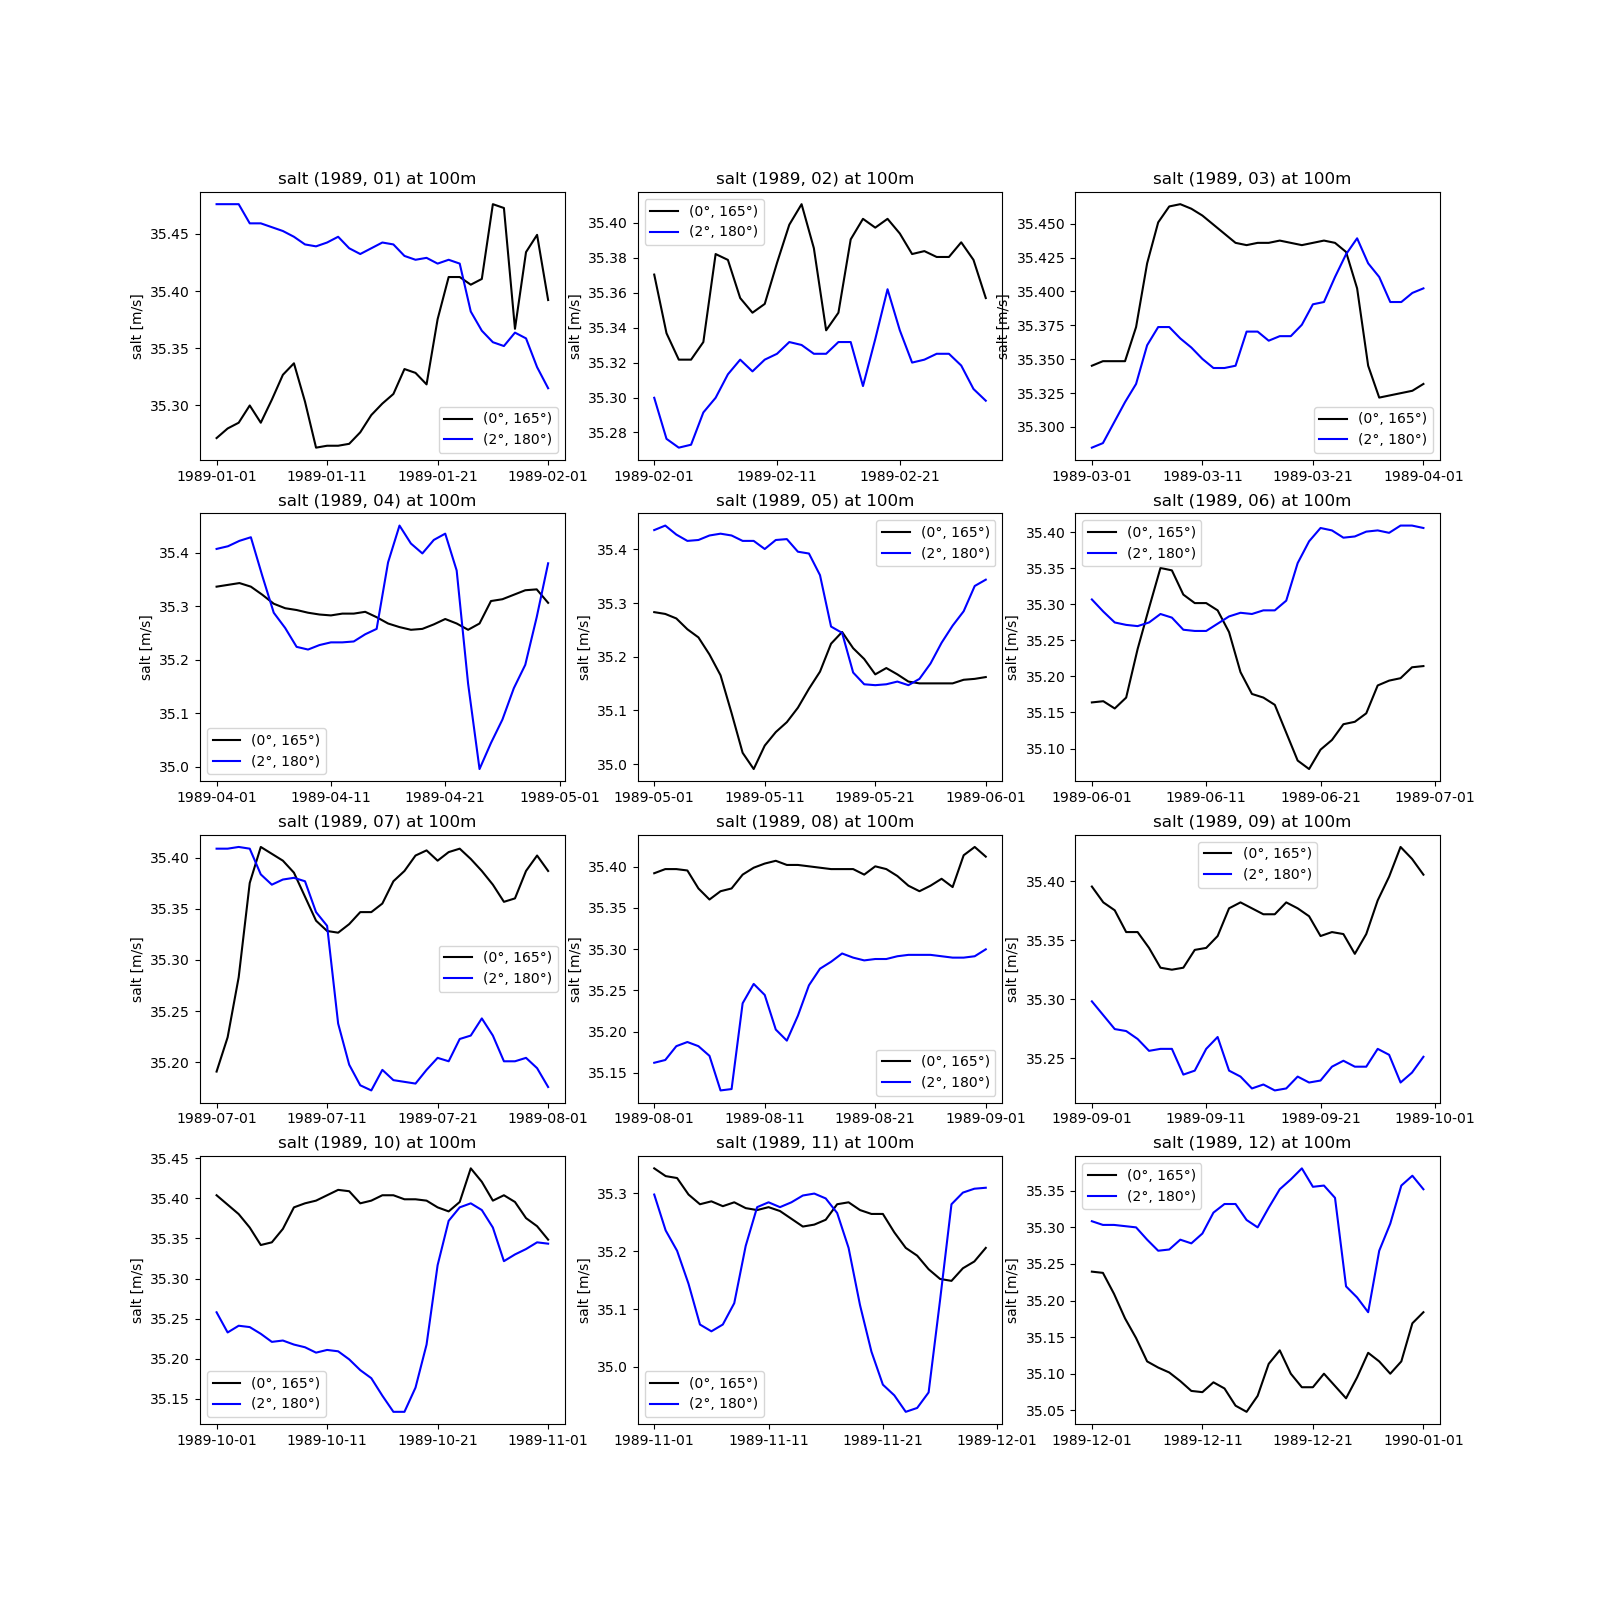 salt (1989, 01) at 100m
salt [m/s]
35.45
35.40
35.35
35.30
(0°, 165°)
(2°, 180°)
1989-01-01 1989-01-11 1989-01-21 1989-02-01
salt (1989, 02) at 100m
salt [m/s]
35.40
35.38
35.36
35.34
35.32
35.30
35.28
(0°, 165°)
(2°, 180°)
1989-02-01 1989-02-11 1989-02-21
salt (1989, 03) at 100m
salt [m/s]
35.450
35.425
35.400
35.375
35.350
35.325
35.300
(0°, 165°)
(2°, 180°)
1989-03-01 1989-03-11 1989-03-21 1989-04-01
salt (1989, 04) at 100m
salt [m/s]
35.4
35.3
35.2
35.1
35.0
(0°, 165°)
(2°, 180°)
1989-04-01 1989-04-11 1989-04-21 1989-05-01
salt (1989, 05) at 100m
salt [m/s]
35.4
35.3
35.2
35.1
35.0
(0°, 165°)
(2°, 180°)
1989-05-01 1989-05-11 1989-05-21 1989-06-01
salt (1989, 06) at 100m
salt [m/s]
35.40
35.35
35.30
35.25
35.20
35.15
35.10
(0°, 165°)
(2°, 180°)
1989-06-01 1989-06-11 1989-06-21 1989-07-01
salt (1989, 07) at 100m
salt [m/s]
35.40
35.35
35.30
35.25
35.20
(0°, 165°)
(2°, 180°)
1989-07-01 1989-07-11 1989-07-21 1989-08-01
salt (1989, 08) at 100m
salt [m/s]
35.40
35.35
35.30
35.25
35.20
35.15
(0°, 165°)
(2°, 180°)
1989-08-01 1989-08-11 1989-08-21 1989-09-01
salt (1989, 09) at 100m
salt [m/s]
35.40
35.35
35.30
35.25
(0°, 165°)
(2°, 180°)
1989-09-01 1989-09-11 1989-09-21 1989-10-01
salt (1989, 10) at 100m
salt [m/s]
35.45
35.40
35.35
35.30
35.25
35.20
35.15
(0°, 165°)
(2°, 180°)
1989-10-01 1989-10-11 1989-10-21 1989-11-01
salt (1989, 11) at 100m
salt [m/s]
35.3
35.2
35.1
35.0
(0°, 165°)
(2°, 180°)
1989-11-01 1989-11-11 1989-11-21 1989-12-01
salt (1989, 12) at 100m
salt [m/s]
35.35
35.30
35.25
35.20
35.15
35.10
35.05
(0°, 165°)
(2°, 180°)
1989-12-01 1989-12-11 1989-12-21 1990-01-01